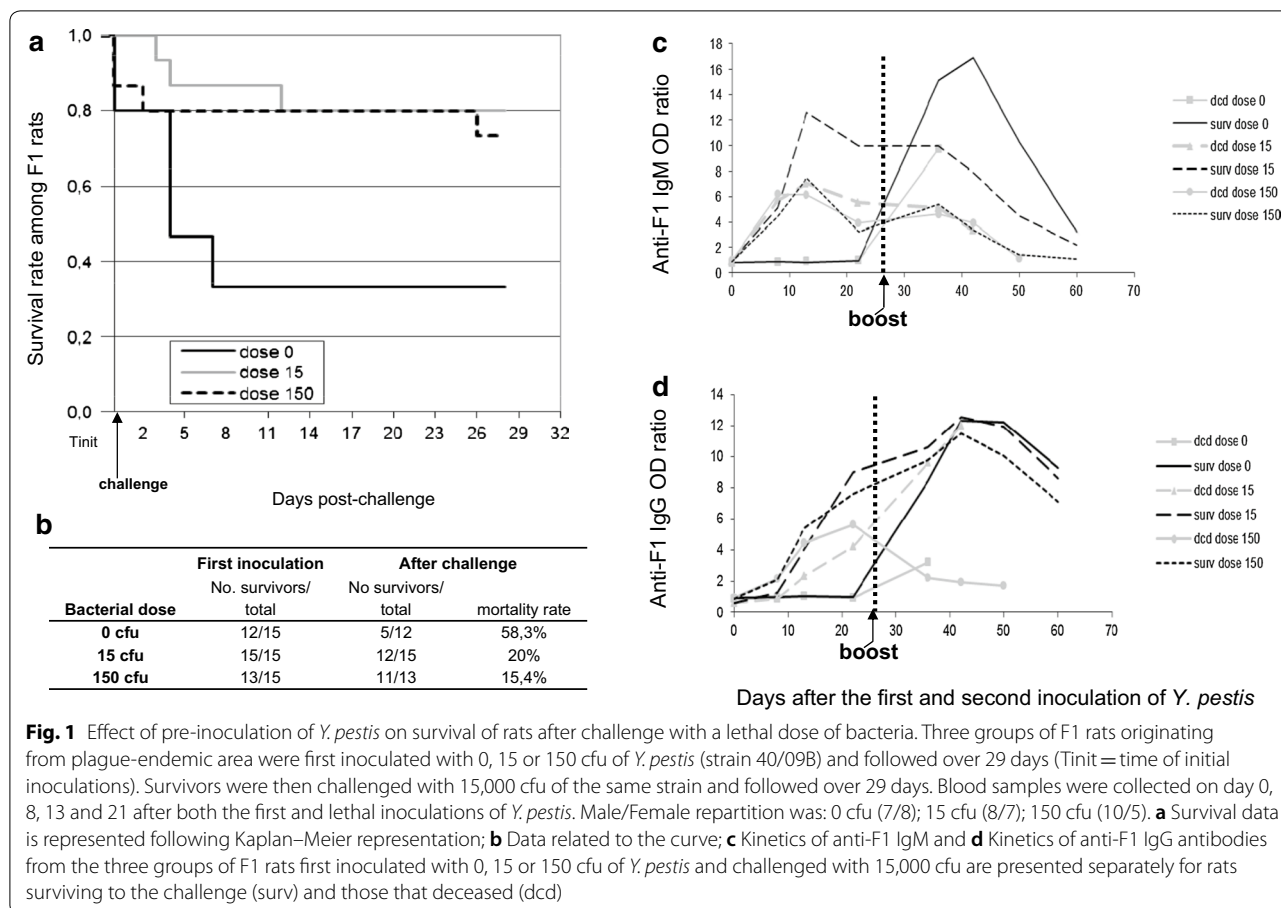 a
Survival rate among F1 rats
1,0
0,8
0,6
0,4
0,2
0,0
dose 0
dose 15
dose 150
Tinit 2 5 8 11 14 17 20 23 26 29 32
challenge
Days post-challenge
b
First inoculation After challenge
No. survivors/ No survivors/
Bacterial dose total total mortality rate
0 cfu 12/15 5/12 58,3%
15 cfu 15/15 12/15 20%
150 cfu 13/15 11/13 15,4%
c
Anti-F1 IgM OD ratio
18
16
14
12
10
8
6
4
2
0
0 10 20 30 40 50 60 70
boost
dcd dose 0
surv dose 0
dcd dose 15
surv dose 15
dcd dose 150
surv dose 150
d
Anti-F1 IgG OD ratio
14
12
10
8
6
4
2
0
0 10 20 30 40 50 60 70
boost
dcd dose 0
surv dose 0
dcd dose 15
surv dose 15
dcd dose 150
surv dose 150
Days after the first and second inoculation of Y. pestis
Fig. 1 Effect of pre-inoculation of Y. pestis on survival of rats after challenge with a lethal dose of bacteria. Three groups of F1 rats originating
from plague-endemic area were first inoculated with 0, 15 or 150 cfu of Y. pestis (strain 40/09B) and followed over 29 days (Tinit = time of initial
inoculations). Survivors were then challenged with 15,000 cfu of the same strain and followed over 29 days. Blood samples were collected on day 0,
8, 13 and 21 after both the first and lethal inoculations of Y. pestis. Male/Female repartition was: 0 cfu (7/8); 15 cfu (8/7); 150 cfu (10/5). a Survival data
is represented following Kaplan–Meier representation; b Data related to the curve; c Kinetics of anti-F1 IgM and d Kinetics of anti-F1 IgG antibodies
from the three groups of F1 rats first inoculated with 0, 15 or 150 cfu of Y. pestis and challenged with 15,000 cfu are presented separately for rats
surviving to the challenge (surv) and those that deceased (dcd)